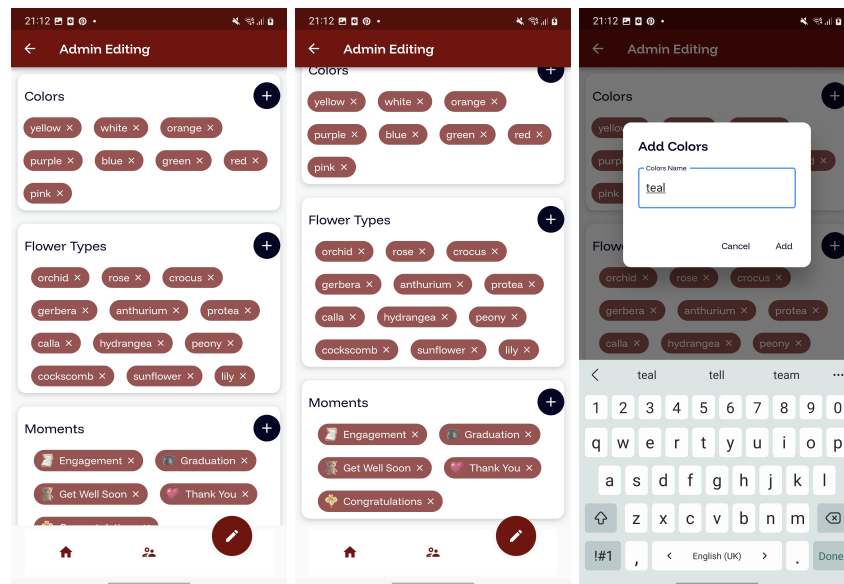 21:12
Admin Editing
Colors
yellow ×
white ×
orange ×
purple ×
blue ×
green ×
red ×
pink ×
Flower Types
orchid ×
rose ×
crocus ×
gerbera ×
anthurium ×
protea ×
calla ×
hydrangea ×
peony ×
cockscomb ×
sunflower ×
lily ×
Moments
Engagement ×
Graduation ×
Get Well Soon ×
Thank You ×
21:12
Admin Editing
Colors
yellow ×
white ×
orange ×
purple ×
blue ×
green ×
red ×
pink ×
Flower Types
orchid ×
rose ×
crocus ×
gerbera ×
anthurium ×
protea ×
calla ×
hydrangea ×
peony ×
cockscomb ×
sunflower ×
lily ×
Moments
Engagement ×
Graduation ×
Get Well Soon ×
Thank You ×
Congratulations ×
21:12
Admin Editing
Colors
Add Colors
Colors Name
teal
Cancel Add
orchid ×
rose ×
crocus ×
gerbera ×
anthurium ×
protea ×
calla ×
hydrangea ×
peony ×
teal tell team ...
1 2 3 4 5 6 7 8 9 0
q w e r t y u i o p
a s d f g h j k l
z x c v b n m
!#1 , < English (UK) > . Done